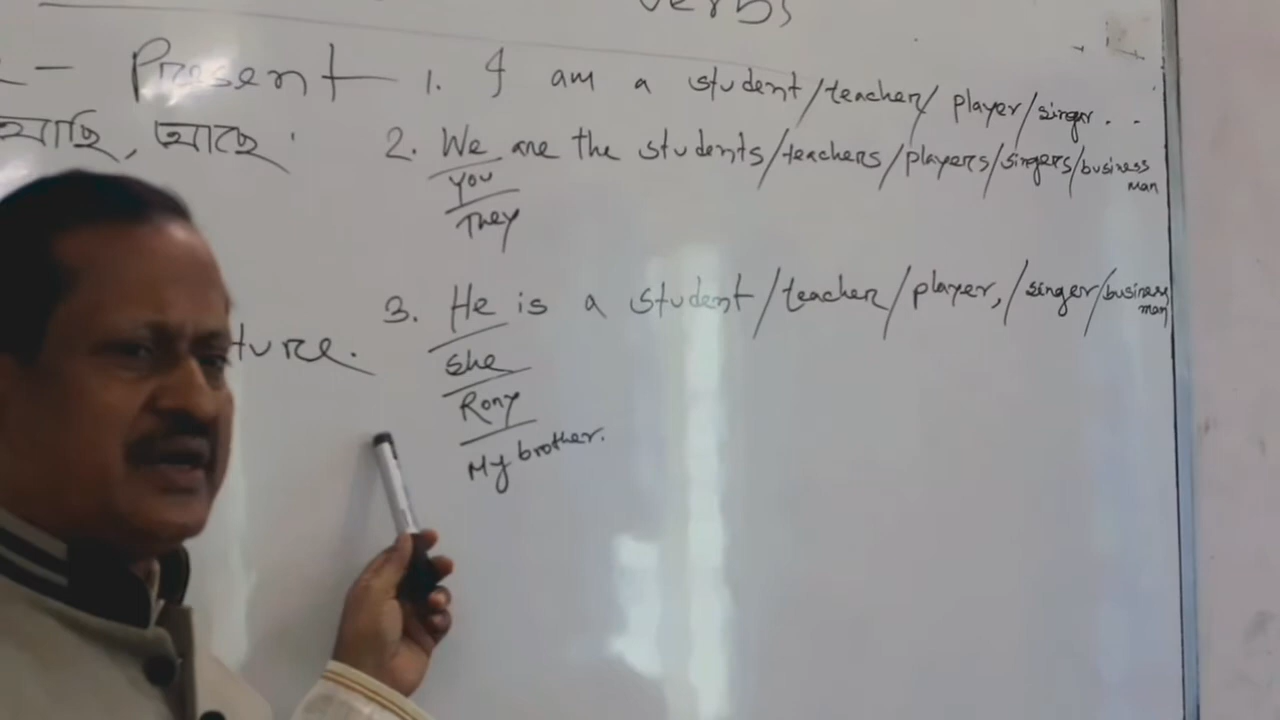 verbs
- Present 1. I am a student/teacher/ player/singer..
আছি, আছে
2. We are the students/teachers/players/singers/business man
You
They
3. He is a student/teacher/player,/singer/business man
ture.
She
Rony
My brother.